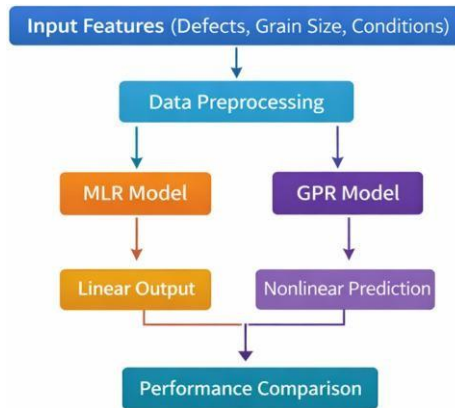 Input Features (Defects, Grain Size, Conditions)
Data Preprocessing
MLR Model
GPR Model
Linear Output
Nonlinear Prediction
Performance Comparison